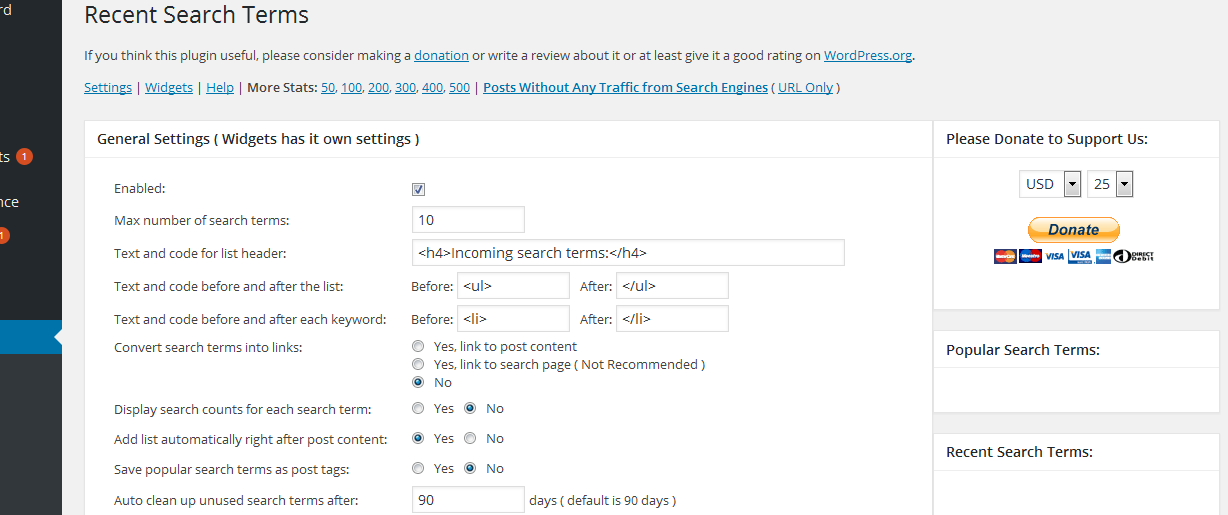 rd
Recent Search Terms
If you think this plugin useful, please consider making a donation or write a review about it or at least give it a good rating on WordPress.org.
Settings | Widgets | Help | More Stats: 50, 100, 200, 300, 400, 500 | Posts Without Any Traffic from Search Engines ( URL Only )
General Settings ( Widgets has it own settings )
Please Donate to Support Us:
ts 1
Enabled:
USD 25
nce
Max number of search terms: 10
1
Donate
Text and code for list header: <h4>Incoming search terms:</h4>
MasterCard Maestro VISA VISA DIRECT Debit
Text and code before and after the list: Before: <ul> After: </ul>
Text and code before and after each keyword: Before: <li> After: </li>
Convert search terms into links: Yes, link to post content
Yes, link to search page ( Not Recommended )
No
Popular Search Terms:
Display search counts for each search term: Yes No
Add list automatically right after post content: Yes No
Recent Search Terms:
Save popular search terms as post tags: Yes No
Auto clean up unused search terms after: 90 days ( default is 90 days )